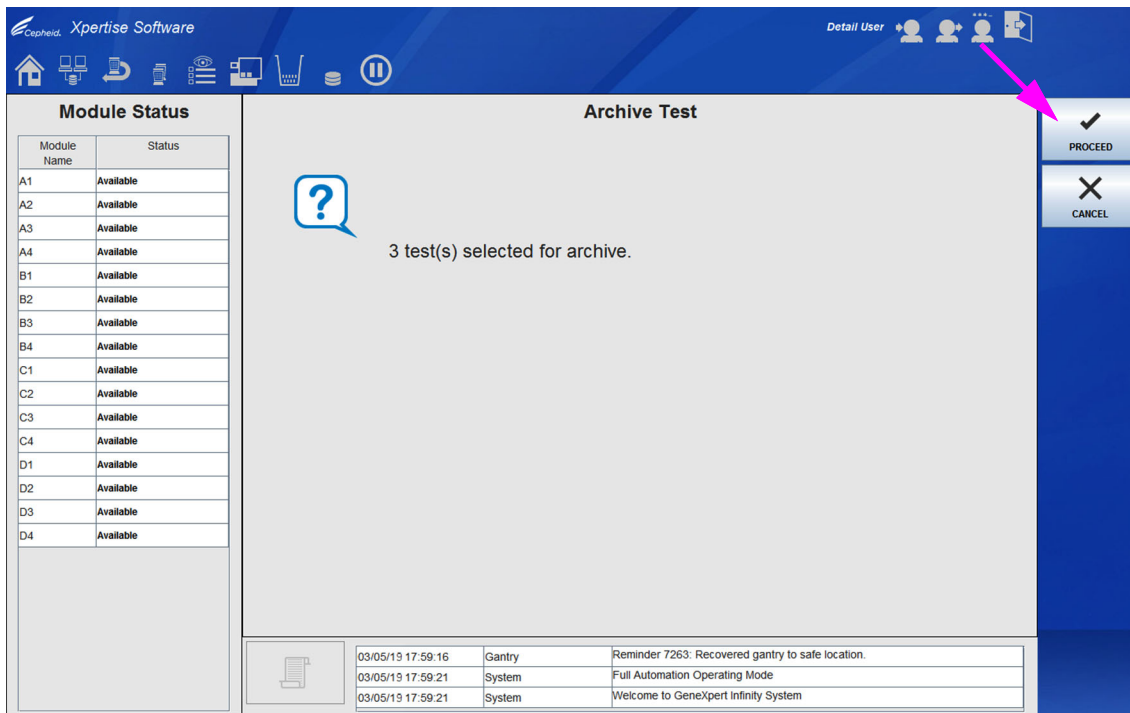 Cepheid. Xpertise Software
Detail User
Module Status
Archive Test
PROCEED
CANCEL
Module Name Status
A1 Available
A2 Available
A3 Available
A4 Available
B1 Available
B2 Available
B3 Available
B4 Available
C1 Available
C2 Available
C3 Available
C4 Available
D1 Available
D2 Available
D3 Available
D4 Available
?
3 test(s) selected for archive.
03/05/19 17:59:16 Gantry Reminder 7263: Recovered gantry to safe location.
03/05/19 17:59:21 System Full Automation Operating Mode
03/05/19 17:59:21 System Welcome to GeneXpert Infinity System